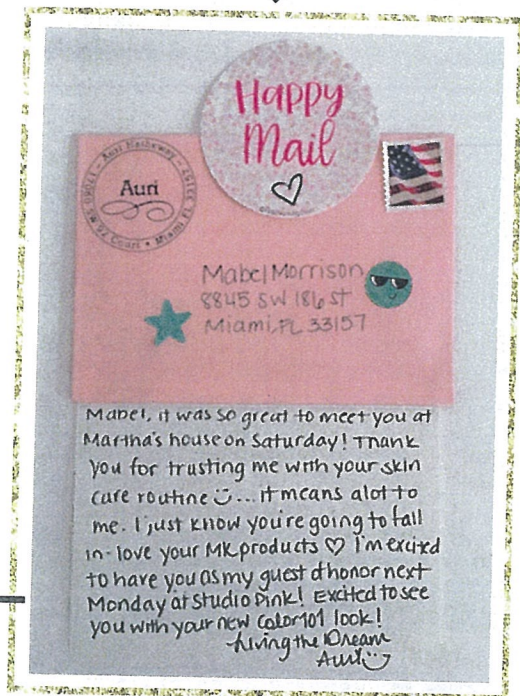 Happy
Mail
Auri
Court • Miami, FL
Mabel Morrison
8845 SW 186 St
Miami, FL 33157
Mabel, it was so great to meet you at
Martha's house on Saturday! Thank
you for trusting me with your skin
care routine ... it means alot to
me. I just know you're going to fall
in-love your MK products ♡ I'm excited
to have you as my guest of honor next
Monday at Studio Pink! Excited to see
you with your new Color101 look!
-Living the Dream
Auri